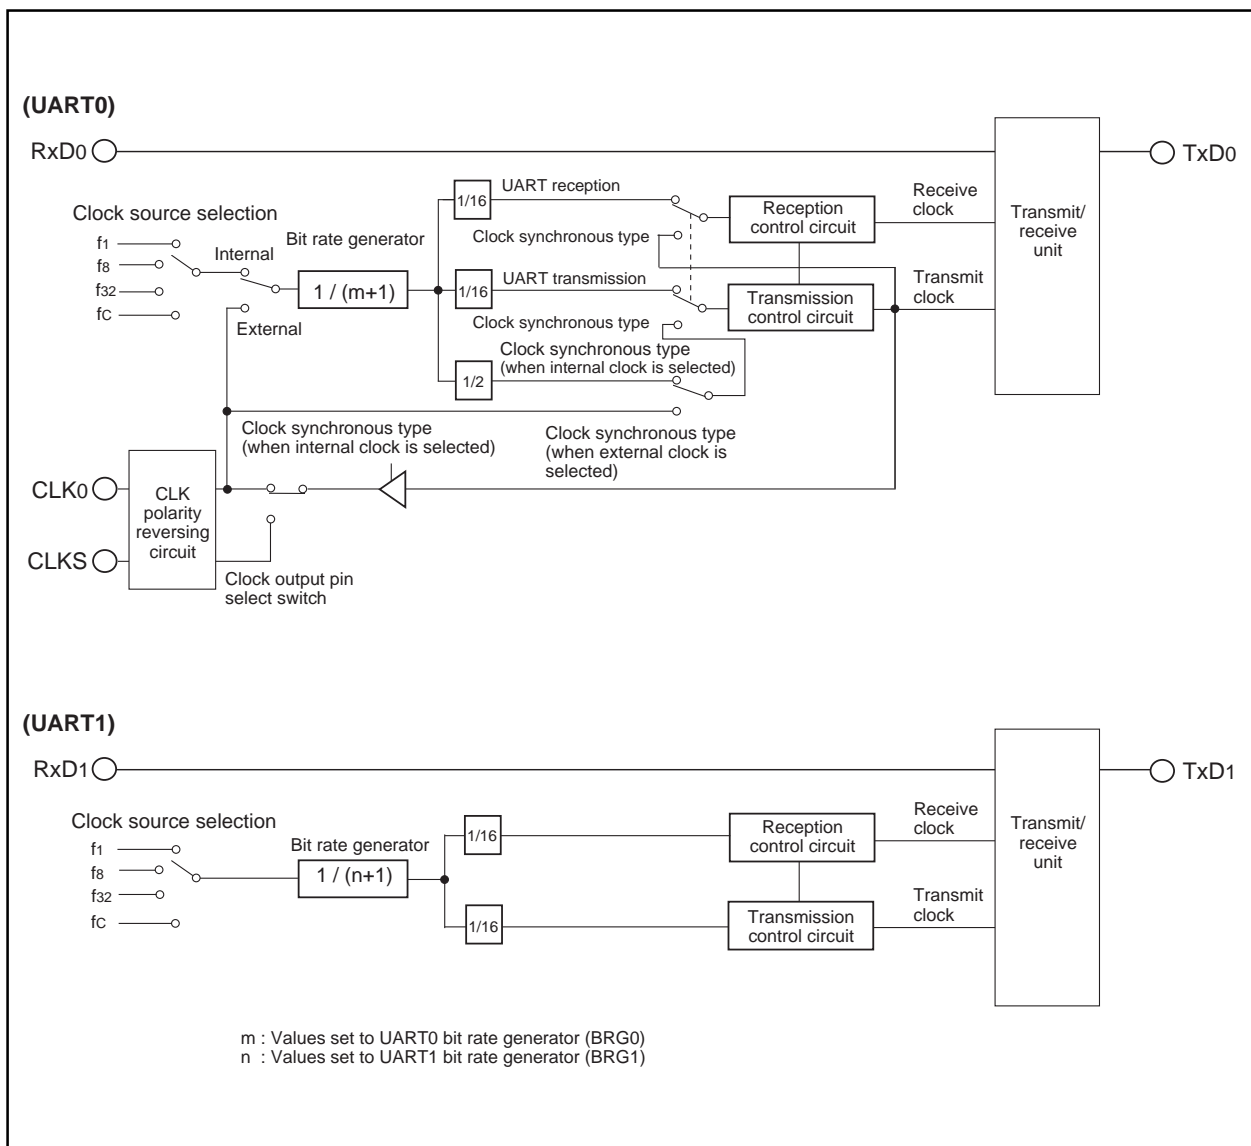 (UART0)
RxD0
TxD0
Clock source selection
f1
f8
f32
fC
Internal
External
Bit rate generator
1 / (m+1)
1/16
UART reception
Clock synchronous type
1/16
UART transmission
Clock synchronous type
Clock synchronous type
(when internal clock is selected)
1/2
Reception
control circuit
Transmission
control circuit
Receive
clock
Transmit
clock
Transmit/
receive
unit
Clock synchronous type
(when internal clock is selected)
Clock synchronous type
(when external clock is
selected)
CLK0
CLKS
CLK
polarity
reversing
circuit
Clock output pin
select switch
(UART1)
RxD1
TxD1
Clock source selection
f1
f8
f32
fC
Bit rate generator
1 / (n+1)
1/16
1/16
Reception
control circuit
Transmission
control circuit
Receive
clock
Transmit
clock
Transmit/
receive
unit
m : Values set to UART0 bit rate generator (BRG0)
n : Values set to UART1 bit rate generator (BRG1)